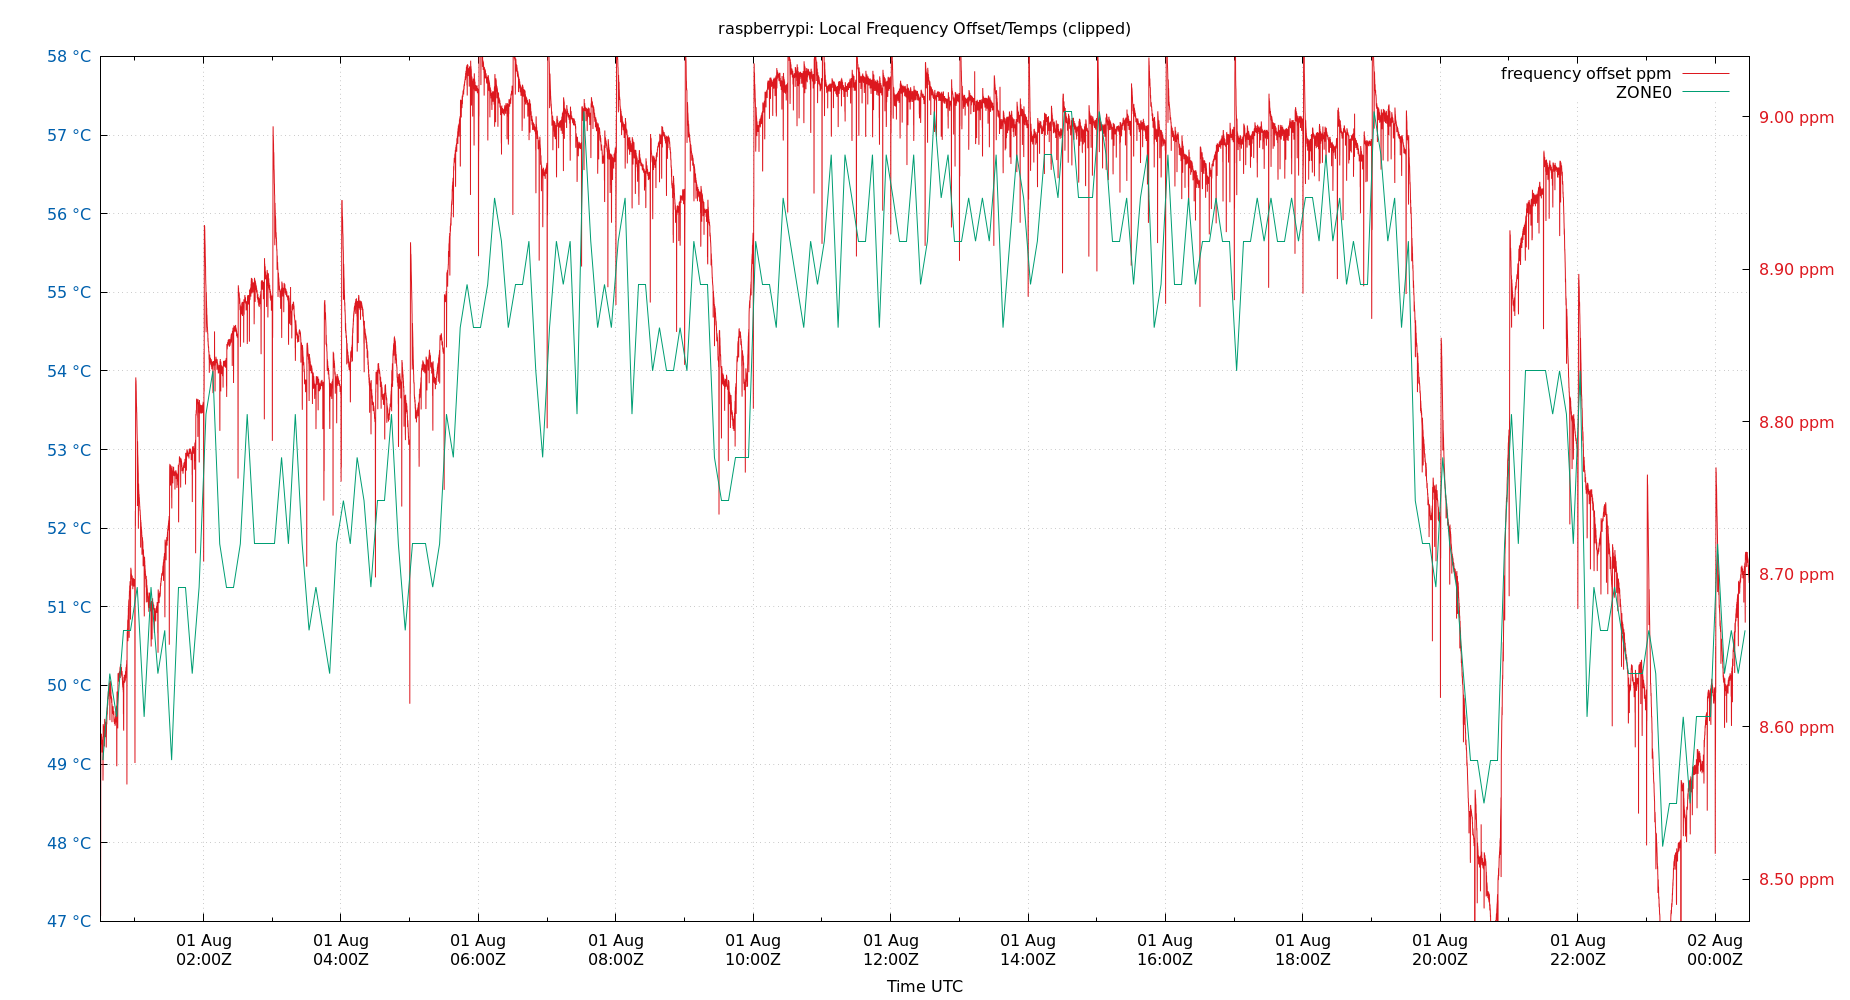 raspberrypi: Local Frequency Offset/Temps (clipped)
frequency offset ppm
ZONE0
58 °C
57 °C
56 °C
55 °C
54 °C
53 °C
52 °C
51 °C
50 °C
49 °C
48 °C
47 °C
9.00 ppm
8.90 ppm
8.80 ppm
8.70 ppm
8.60 ppm
8.50 ppm
01 Aug
02:00Z
01 Aug
04:00Z
01 Aug
06:00Z
01 Aug
08:00Z
01 Aug
10:00Z
01 Aug
12:00Z
01 Aug
14:00Z
01 Aug
16:00Z
01 Aug
18:00Z
01 Aug
20:00Z
01 Aug
22:00Z
02 Aug
00:00Z
Time UTC